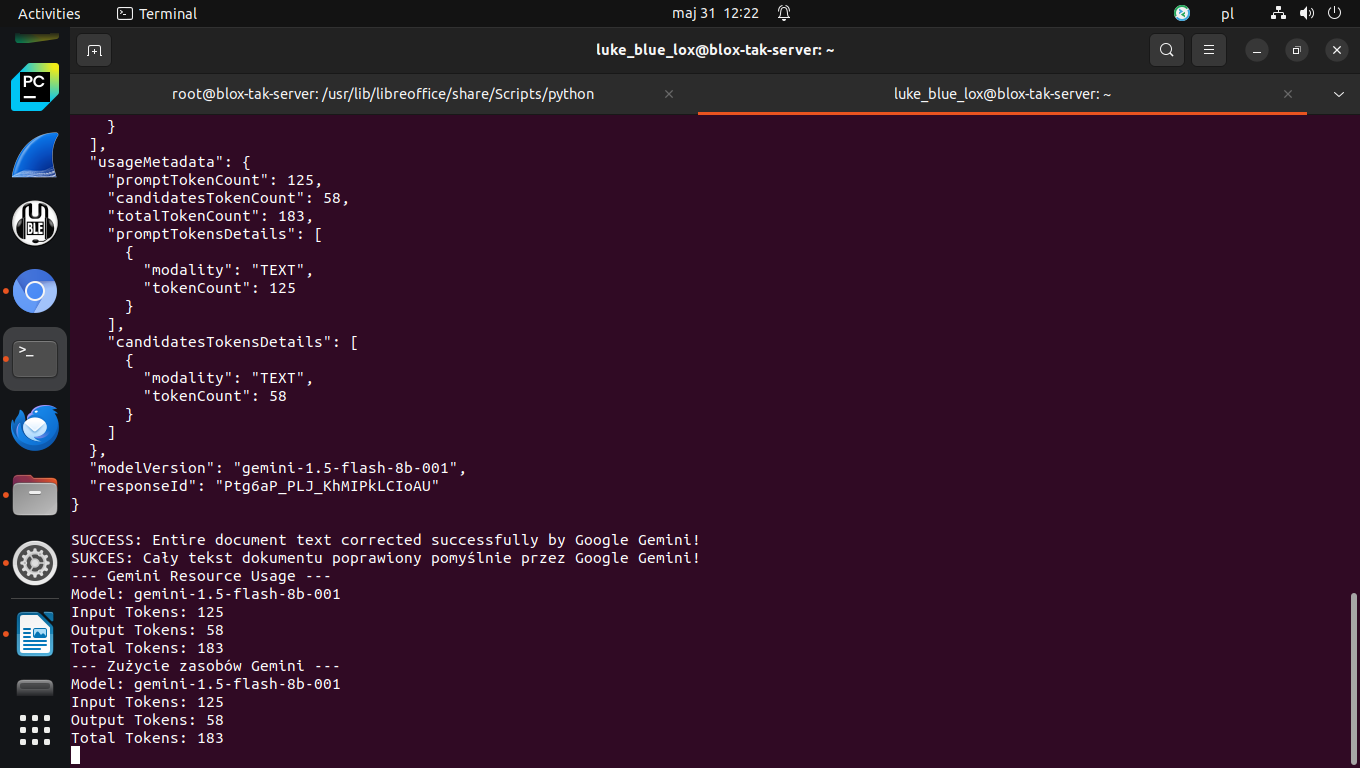 Activities
Terminal
maj 31 12:22
pl
luke_blue_lox@blox-tak-server: ~
root@blox-tak-server: /usr/lib/libreoffice/share/Scripts/python
luke_blue_lox@blox-tak-server: ~
PC
U
BLE
>_
    }
  ],
  "usageMetadata": {
    "promptTokenCount": 125,
    "candidatesTokenCount": 58,
    "totalTokenCount": 183,
    "promptTokensDetails": [
      {
        "modality": "TEXT",
        "tokenCount": 125
      }
    ],
    "candidatesTokensDetails": [
      {
        "modality": "TEXT",
        "tokenCount": 58
      }
    ]
  },
  "modelVersion": "gemini-1.5-flash-8b-001",
  "responseId": "Ptg6aP_PLJ_KhMIPkLCIoAU"
}
SUCCESS: Entire document text corrected successfully by Google Gemini!
SUKCES: Cały tekst dokumentu poprawiony pomyślnie przez Google Gemini!
--- Gemini Resource Usage ---
Model: gemini-1.5-flash-8b-001
Input Tokens: 125
Output Tokens: 58
Total Tokens: 183
--- Zużycie zasobów Gemini ---
Model: gemini-1.5-flash-8b-001
Input Tokens: 125
Output Tokens: 58
Total Tokens: 183